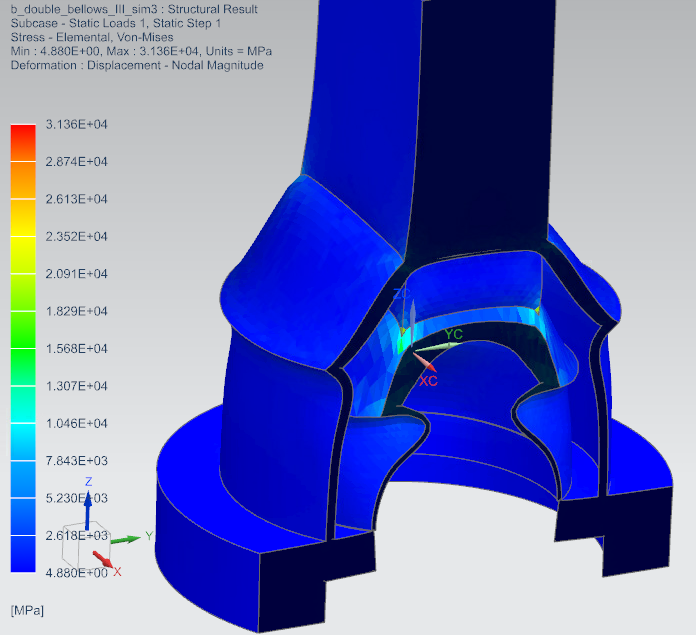 b_double_bellows_III_sim3 : Structural Result
Subcase - Static Loads 1, Static Step 1
Stress - Elemental, Von-Mises
Min : 4.880E+00, Max : 3.136E+04, Units = MPa
Deformation : Displacement - Nodal Magnitude
3.136E+04
2.874E+04
2.613E+04
2.352E+04
2.091E+04
1.829E+04
1.568E+04
1.307E+04
1.046E+04
7.843E+03
5.230E+03
2.618E+03
4.880E+00
[MPa]
ZC
YC
XC
Z
Y
X